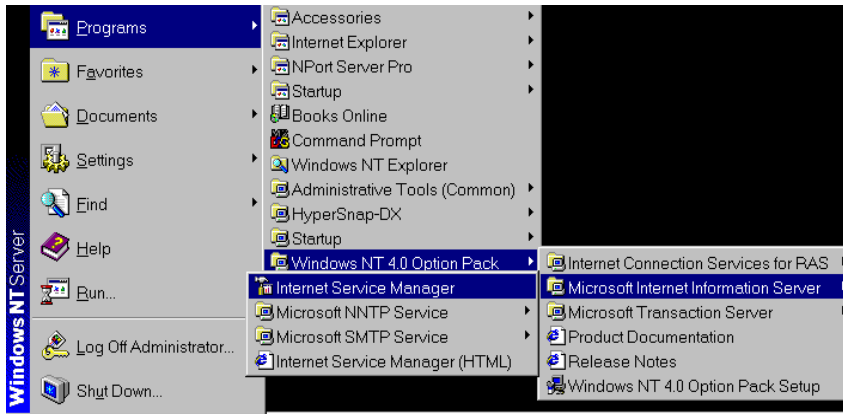 Programs
Favorites
Documents
Settings
Find
Help
Run...
Log Off Administrator...
Shut Down...
Windows NT Server
Accessories
Internet Explorer
NPort Server Pro
Startup
Books Online
Command Prompt
Windows NT Explorer
Administrative Tools (Common)
HyperSnap-DX
Startup
Windows NT 4.0 Option Pack
Internet Connection Services for RAS
Microsoft Internet Information Server
Microsoft Transaction Server
Product Documentation
Release Notes
Windows NT 4.0 Option Pack Setup
Internet Service Manager
Microsoft NNTP Service
Microsoft SMTP Service
Internet Service Manager (HTML)